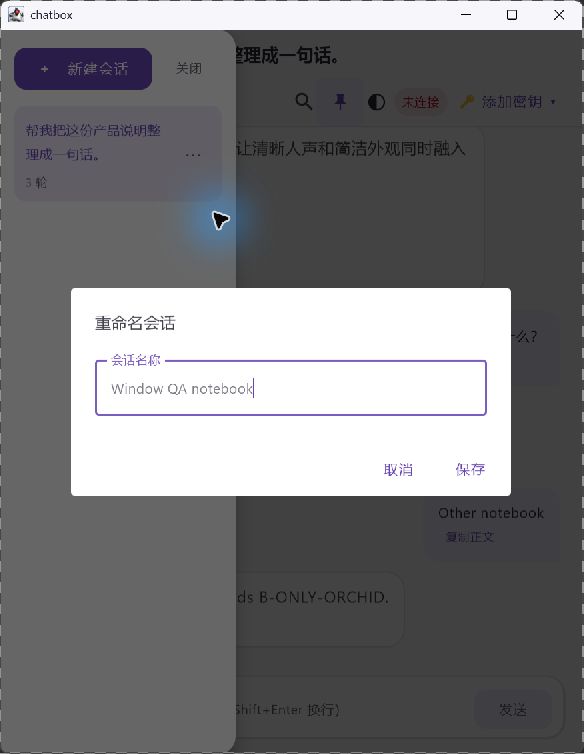 chatbox
+ 新建会话
关闭
整理成一句话。
未连接
添加密钥
帮我把这份产品说明整
理成一句话。
...
3 轮
让清晰人声和简洁外观同时融入
什么?
重命名会话
会话名称
Window QA notebook
取消
保存
Other notebook
复制正文
ds B-ONLY-ORCHID.
Shift+Enter 换行)
发送